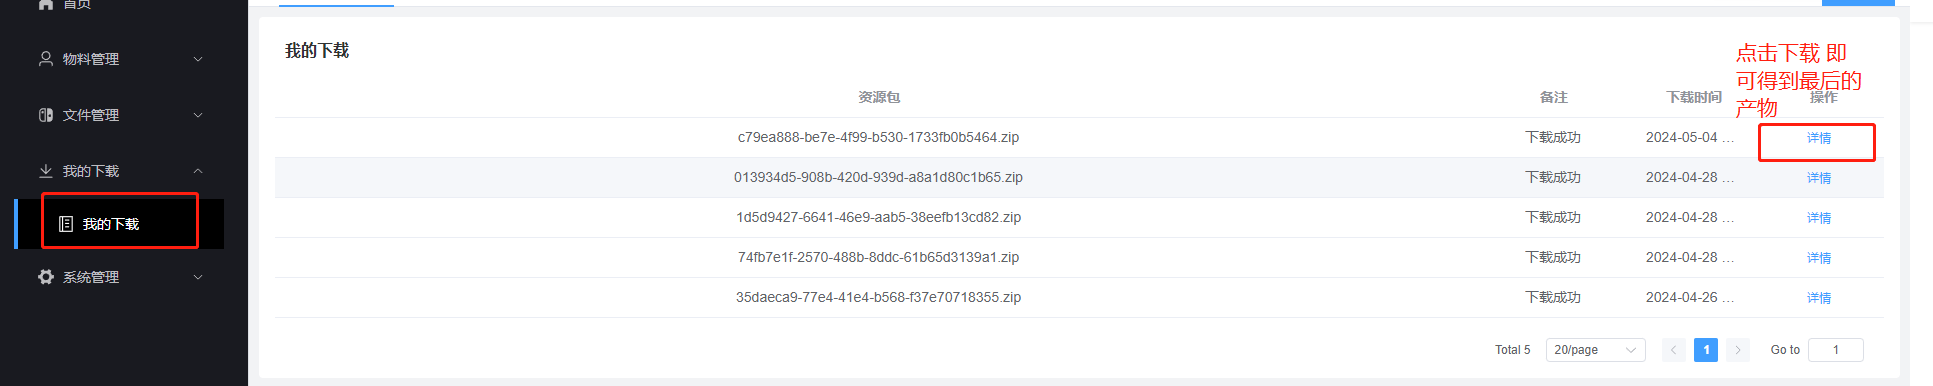 首页
物料管理
文件管理
我的下载
我的下载
系统管理
我的下载
点击下载 即
可得到最后的
产物
资源包 备注 下载时间 操作
c79ea888-be7e-4f99-b530-1733fb0b5464.zip 下载成功 2024-05-04 ... 详情
013934d5-908b-420d-939d-a8a1d80c1b65.zip 下载成功 2024-04-28 ... 详情
1d5d9427-6641-46e9-aab5-38eefb13cd82.zip 下载成功 2024-04-28 ... 详情
74fb7e1f-2570-488b-8ddc-61b65d3139a1.zip 下载成功 2024-04-28 ... 详情
35daeca9-77e4-41e4-b568-f37e70718355.zip 下载成功 2024-04-26 ... 详情
Total 5 20/page 1 Go to 1